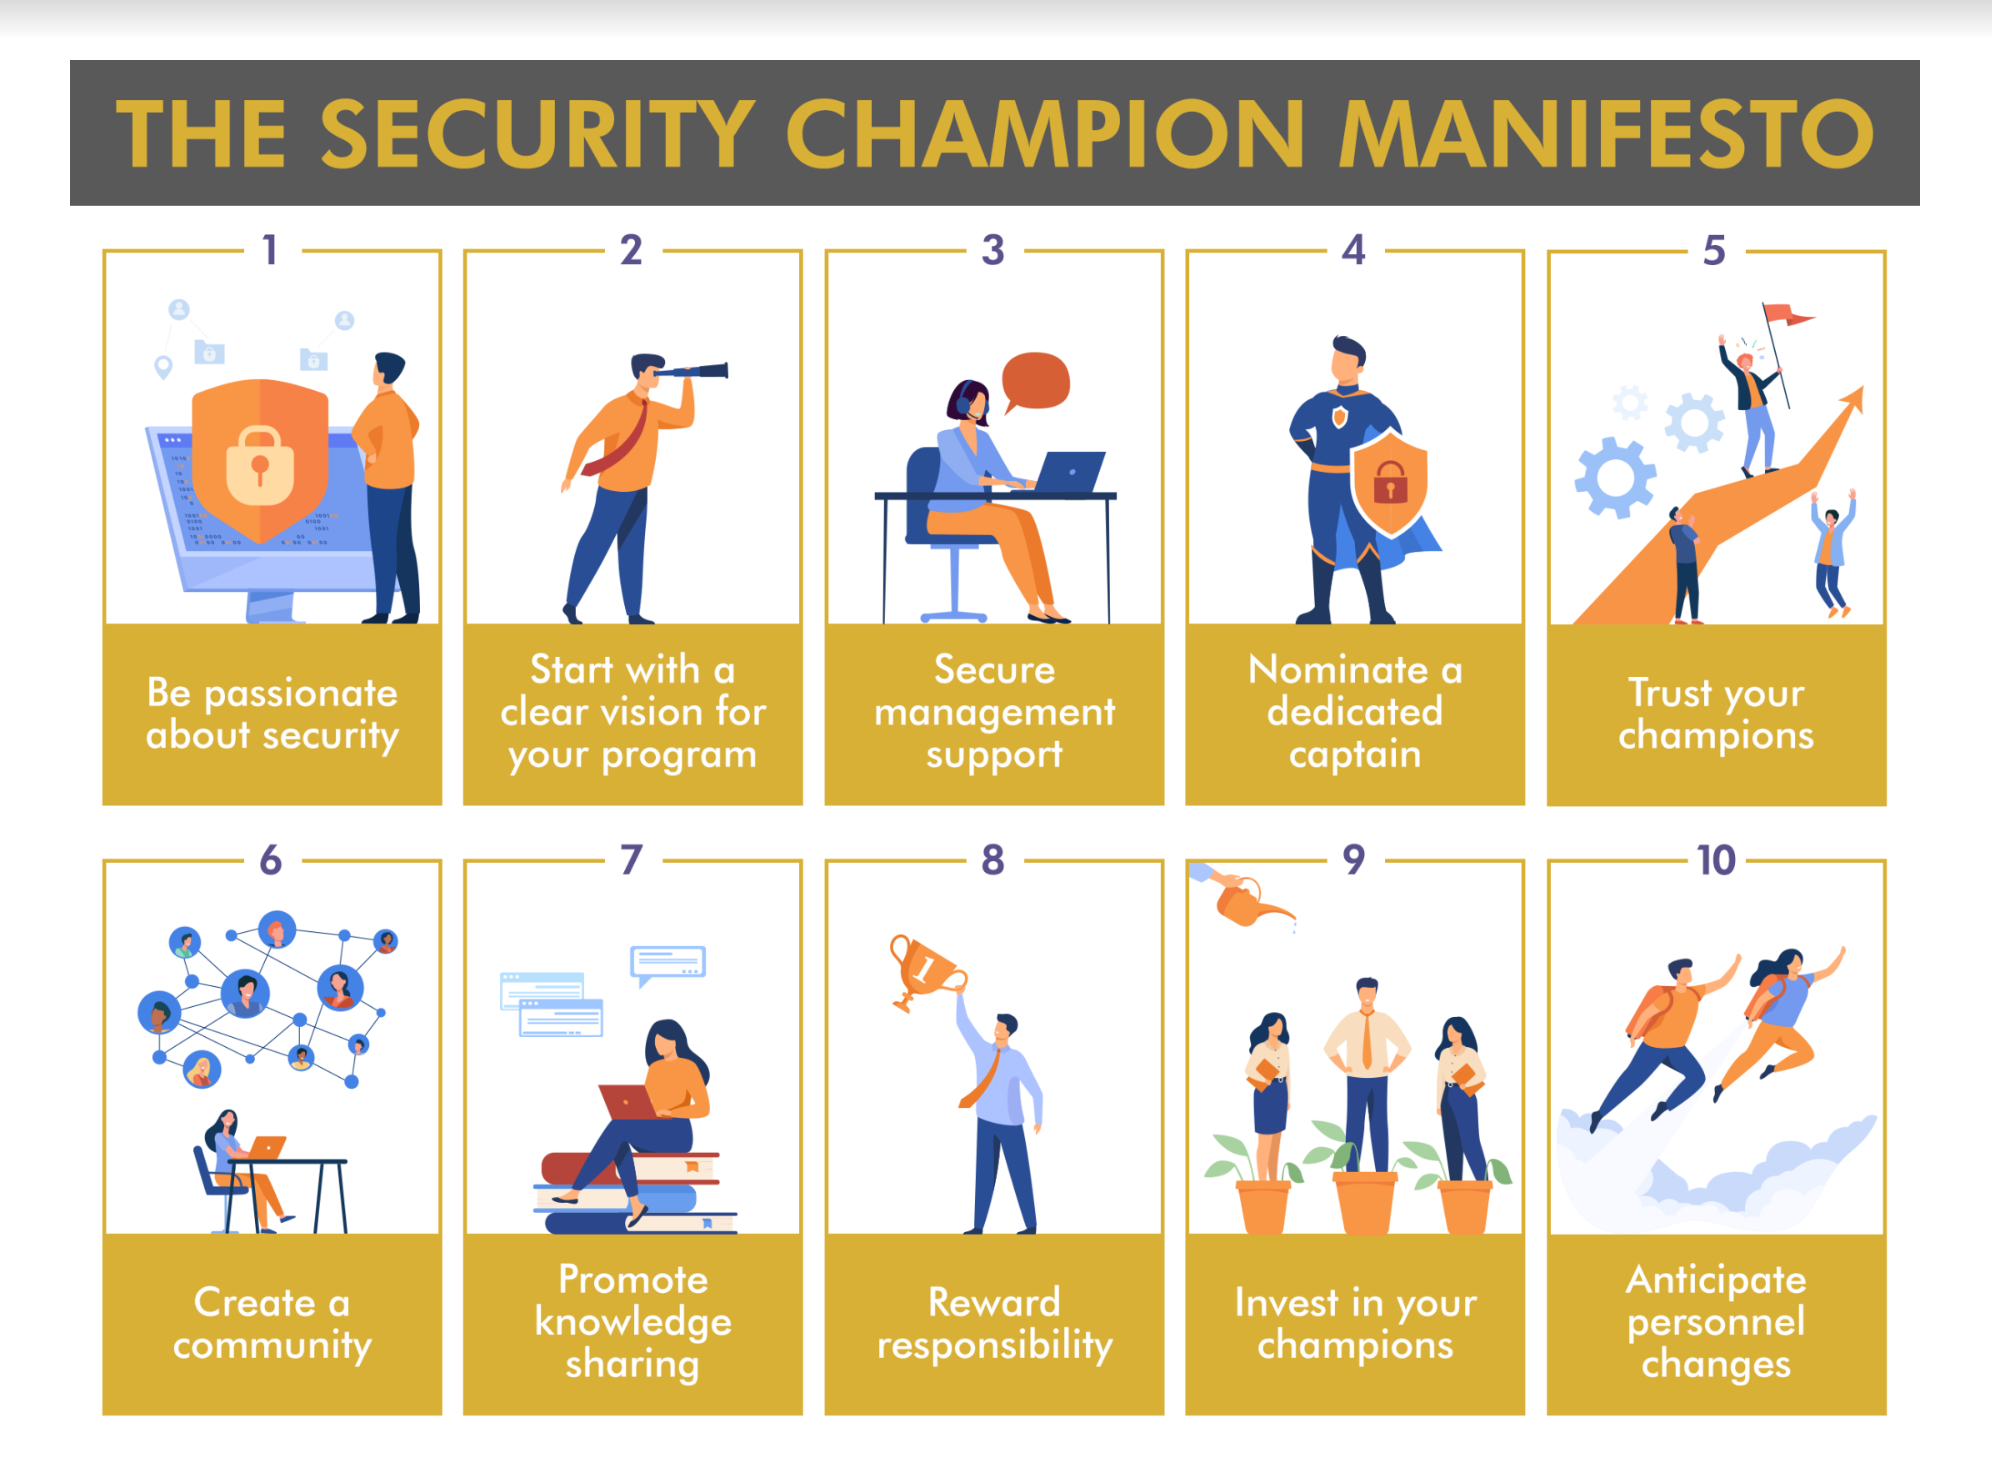 THE SECURITY CHAMPION MANIFESTO
1
Be passionate
about security
2
Start with a
clear vision for
your program
3
Secure
management
support
4
Nominate a
dedicated
captain
5
Trust your
champions
6
Create a
community
7
Promote
knowledge
sharing
8
1
Reward
responsibility
9
Invest in your
champions
10
Anticipate
personnel
changes